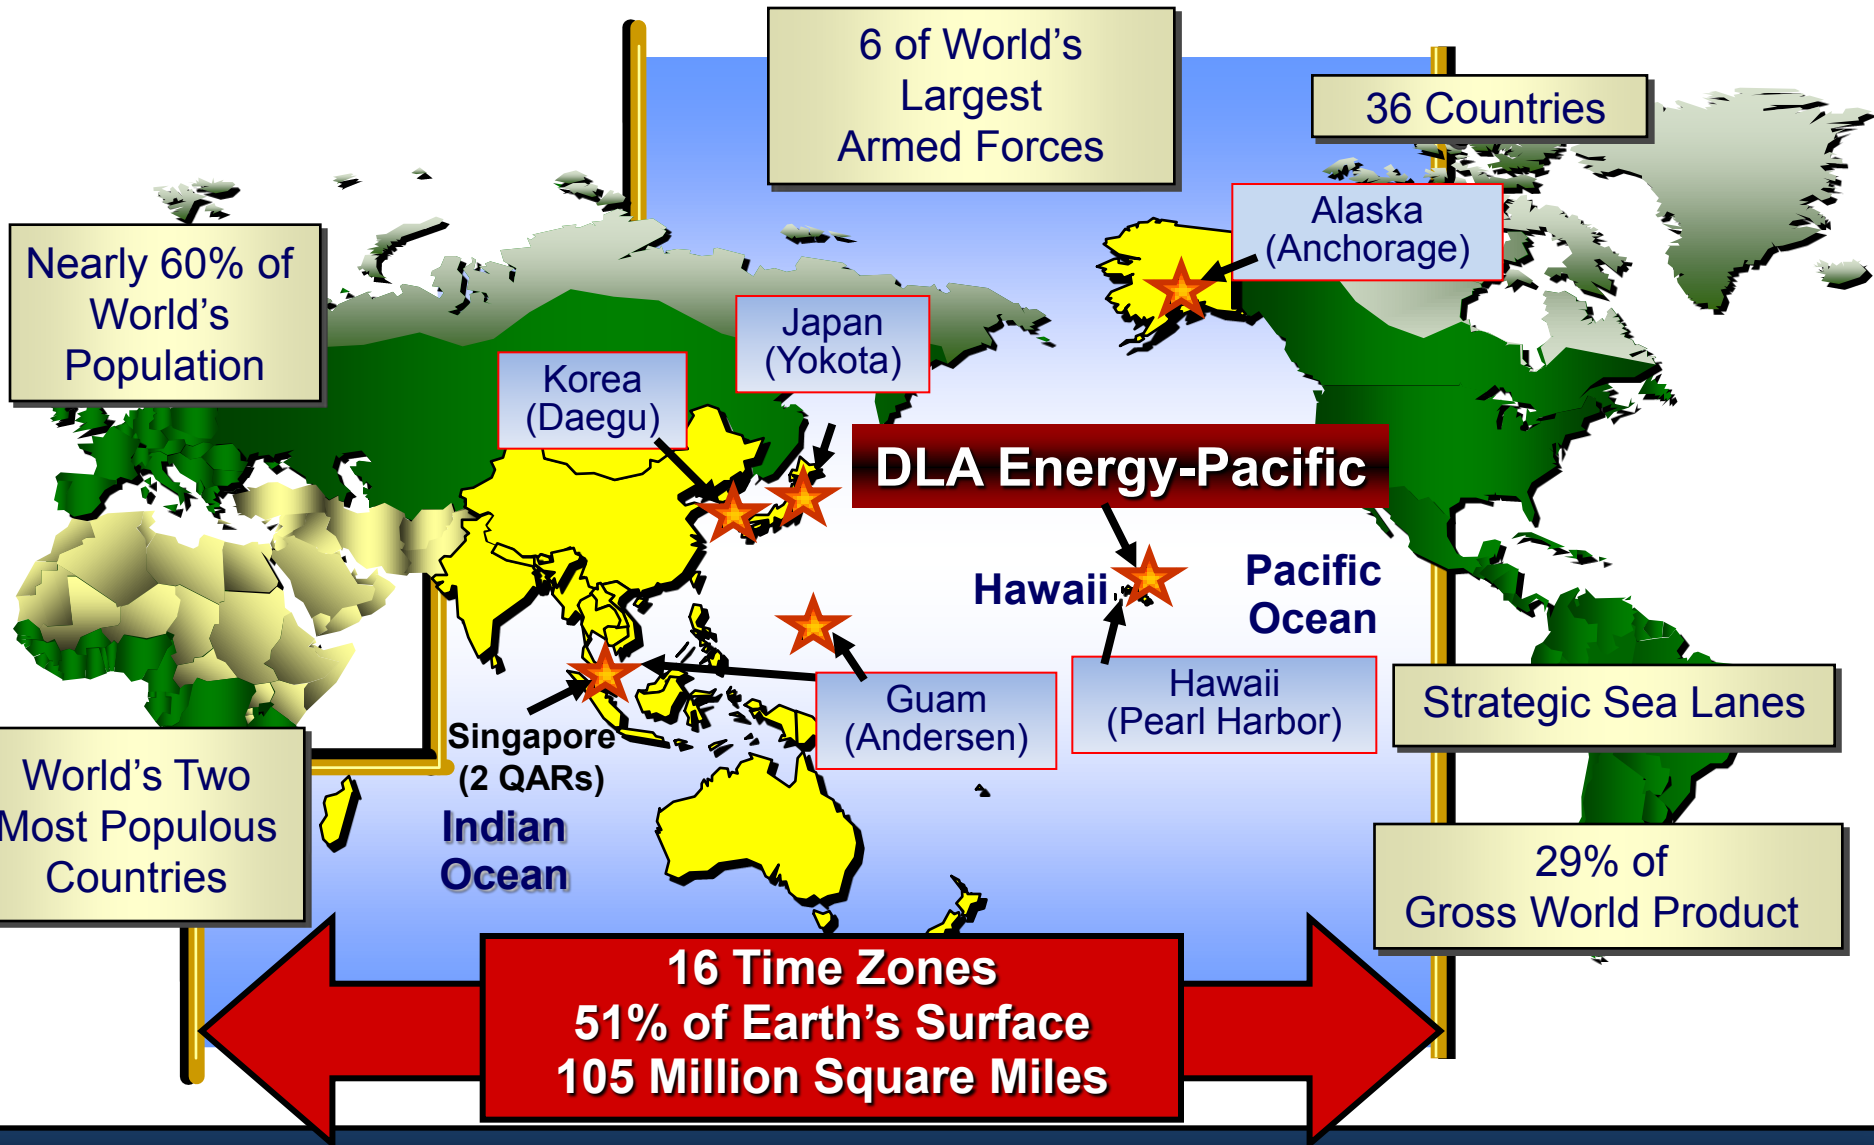 6 of World's
Largest
Armed Forces
36 Countries
Alaska
(Anchorage)
Nearly 60% of
World's
Population
Japan
(Yokota)
Korea
(Daegu)
DLA Energy-Pacific
Hawaii
Pacific
Ocean
Guam
(Andersen)
Hawaii
(Pearl Harbor)
Strategic Sea Lanes
Singapore
(2 QARs)
Indian
Ocean
World's Two
Most Populous
Countries
29% of
Gross World Product
16 Time Zones
51% of Earth's Surface
105 Million Square Miles